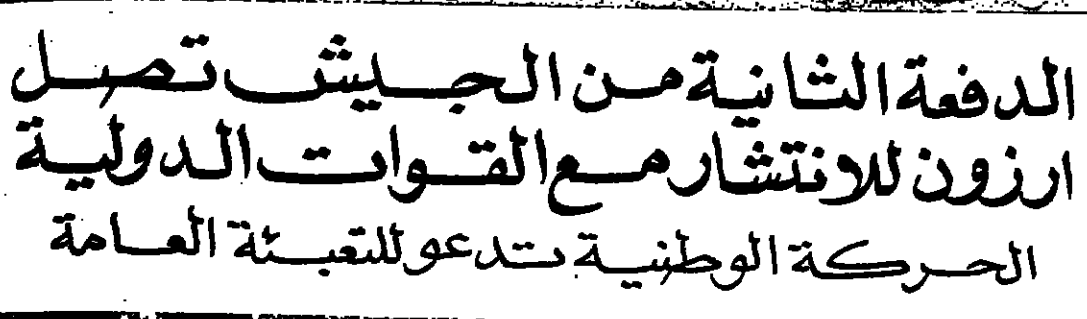 الدفعة الثانية من الجيش تصل
ارزون للانتشار مع القوات الدولية
الحركة الوطنية تدعو للتعبئة العامة